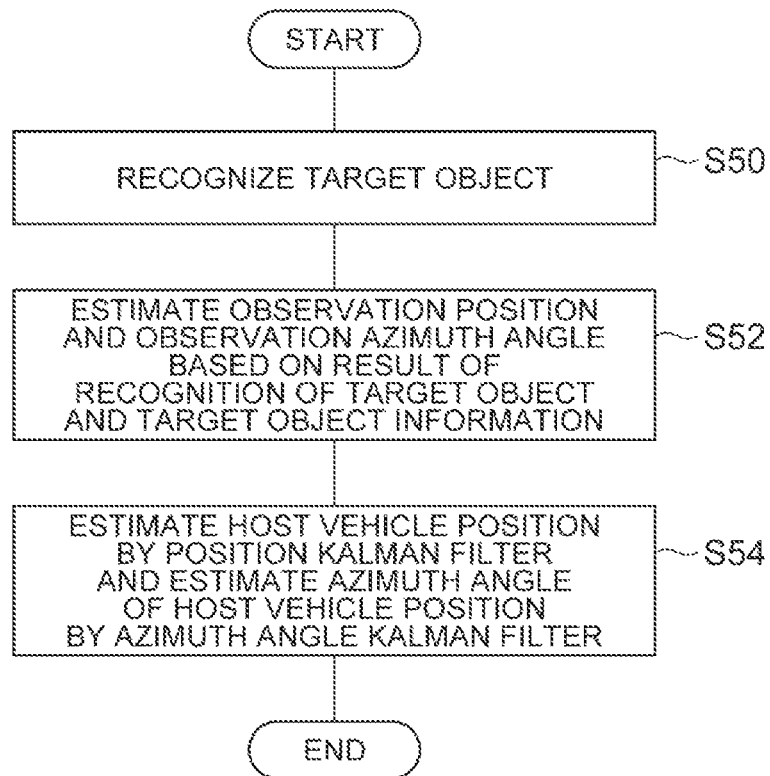 START
RECOGNIZE TARGET OBJECT
S50
ESTIMATE OBSERVATION POSITION
AND OBSERVATION AZIMUTH ANGLE
BASED ON RESULT OF
RECOGNITION OF TARGET OBJECT
AND TARGET OBJECT INFORMATION
S52
ESTIMATE HOST VEHICLE POSITION
BY POSITION KALMAN FILTER
AND ESTIMATE AZIMUTH ANGLE
OF HOST VEHICLE POSITION
BY AZIMUTH ANGLE KALMAN FILTER
S54
END